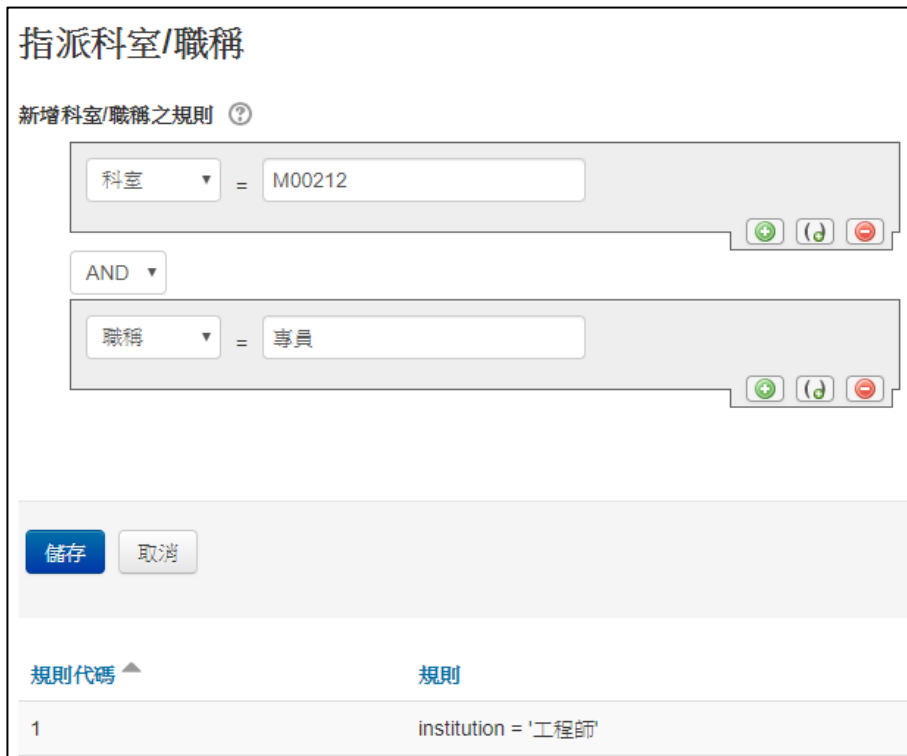 指派科室/職稱
新增科室/職稱之規則
科室 = M00212
AND
職稱 = 專員
儲存 取消
規則代碼 規則
1 institution = '工程師'